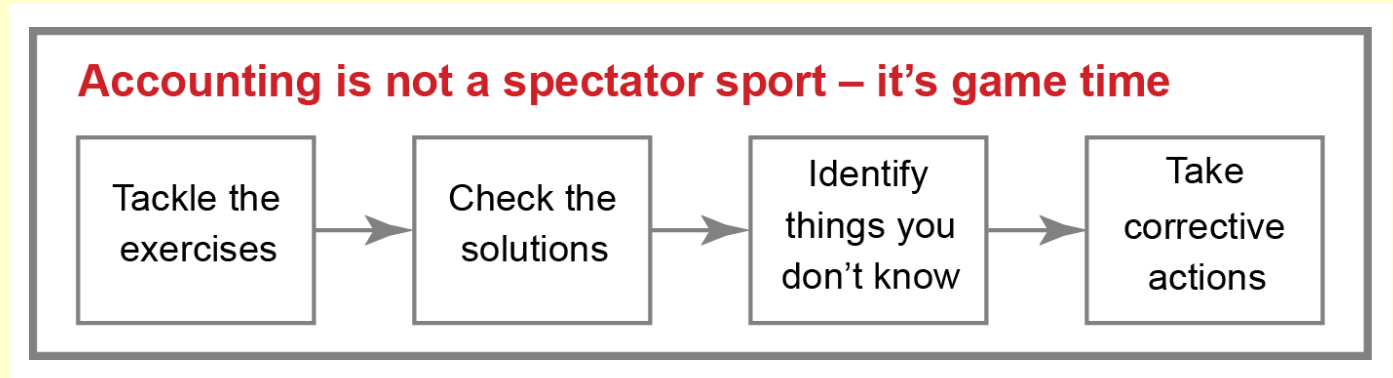 Accounting is not a spectator sport – it’s game time
Tackle the
exercises
Check the
solutions
Identify
things you
don’t know
Take
corrective
actions